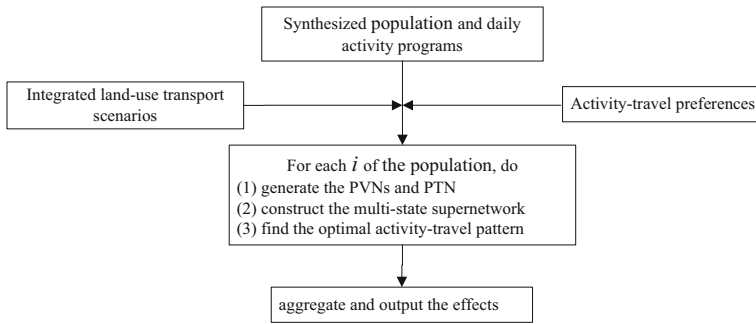 Synthesized population and daily
activity programs
Integrated land-use transport
scenarios
Activity-travel preferences
For each i of the population, do
(1) generate the PVNs and PTN
(2) construct the multi-state supernetwork
(3) find the optimal activity-travel pattern
aggregate and output the effects